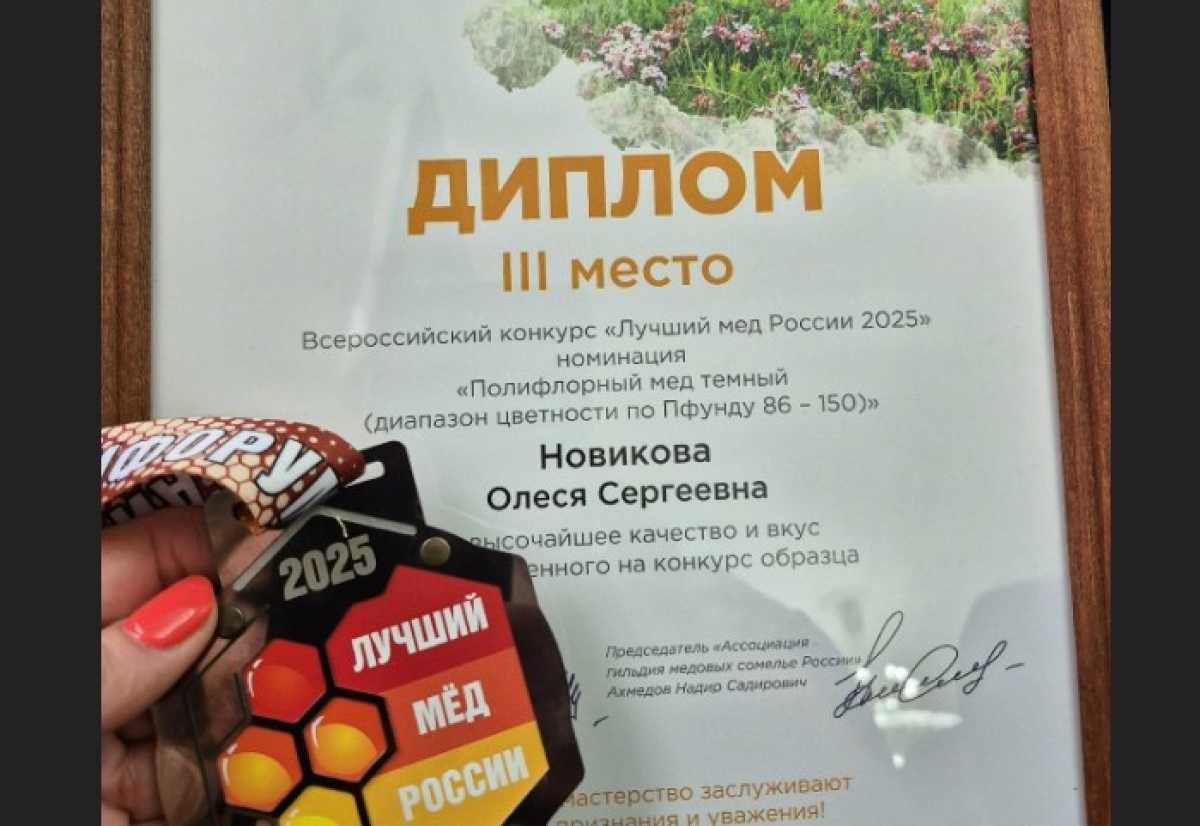 ДИПЛОМ
III место
Всероссийский конкурс «Лучший мед России 2025»
номинация
«Полифлорный мед темный
(диапазон цветности по Пфунду 86 – 150)»
Новикова
Олеся Сергеевна
высочайшее качество и вкус
на конкурс образца
Председатель «Ассоциация
гильдия медовых сомелье России»
Ахмедов Надир Садирович
мастерство заслуживают
признания и уважения!
2025
ЛУЧШИЙ
МЁД
РОССИИ